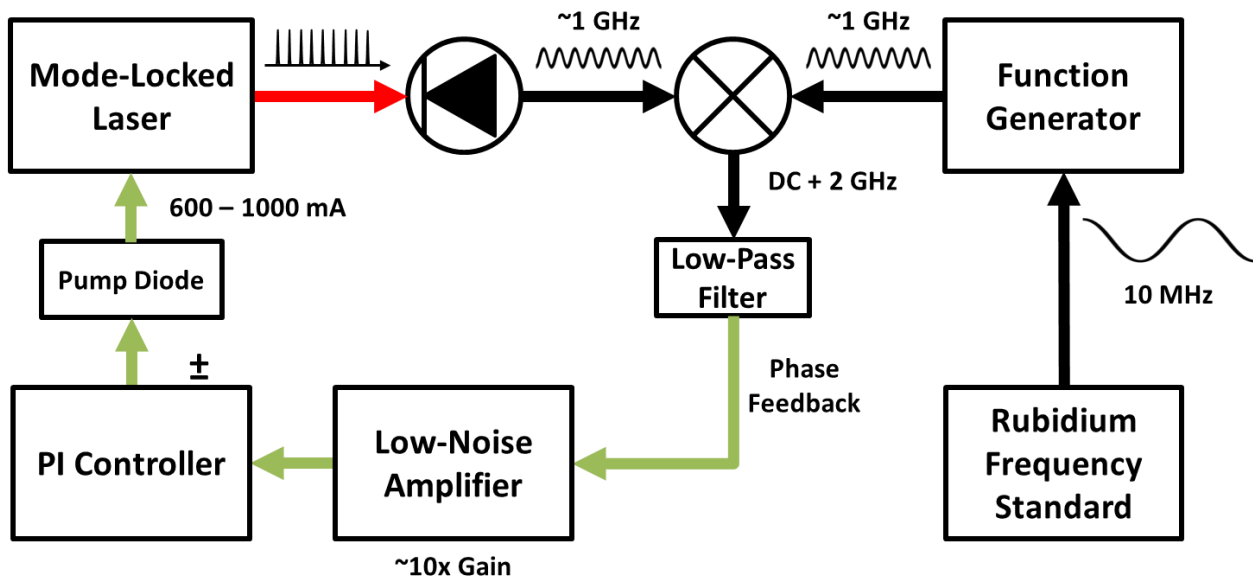 Mode-Locked
Laser
~1 GHz
~1 GHz
Function
Generator
DC + 2 GHz
600 – 1000 mA
Pump Diode
Low-Pass
Filter
10 MHz
±
Phase
Feedback
PI Controller
Low-Noise
Amplifier
Rubidium
Frequency
Standard
~10x Gain